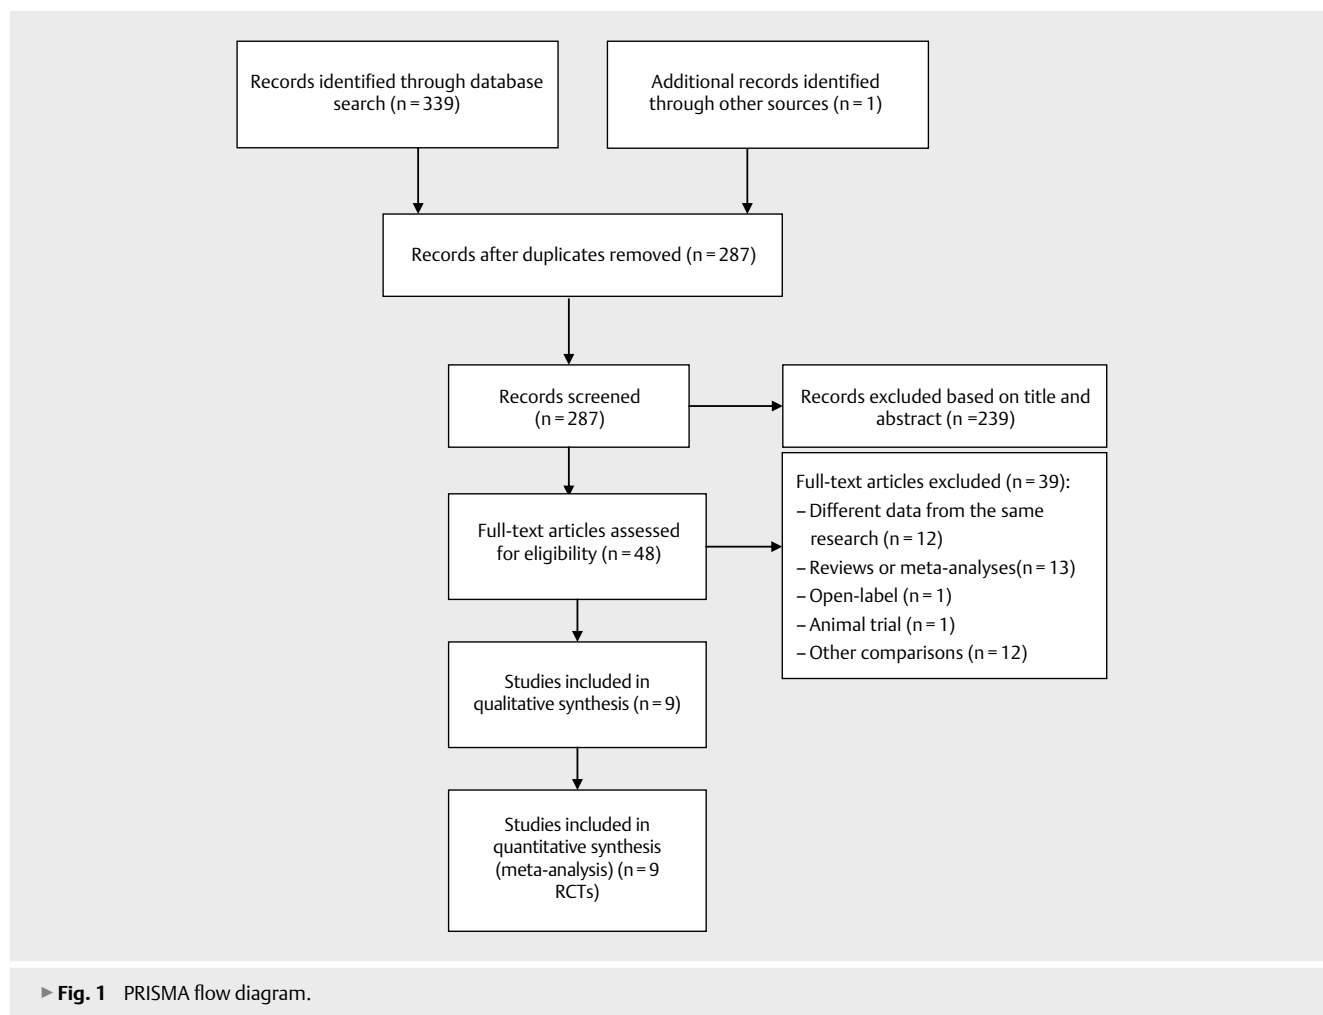 Records identified through database
search (n = 339)
Additional records identified
through other sources (n = 1)
Records after duplicates removed (n = 287)
Records screened
(n = 287)
Records excluded based on title and
abstract (n =239)
Full-text articles assessed
for eligibility (n = 48)
Full-text articles excluded (n = 39):
– Different data from the same
research (n = 12)
– Reviews or meta-analyses(n = 13)
– Open-label (n = 1)
– Animal trial (n = 1)
– Other comparisons (n = 12)
Studies included in
qualitative synthesis (n = 9)
Studies included in
quantitative synthesis
(meta-analysis) (n = 9
RCTs)
▶ Fig. 1 PRISMA flow diagram.